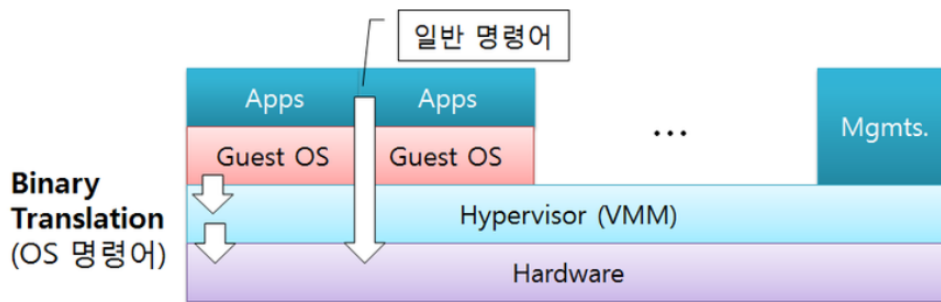 일반 명령어
Apps
Apps
...
Mgmts.
Guest OS
Guest OS
Binary
Translation
(OS 명령어)
Hypervisor (VMM)
Hardware